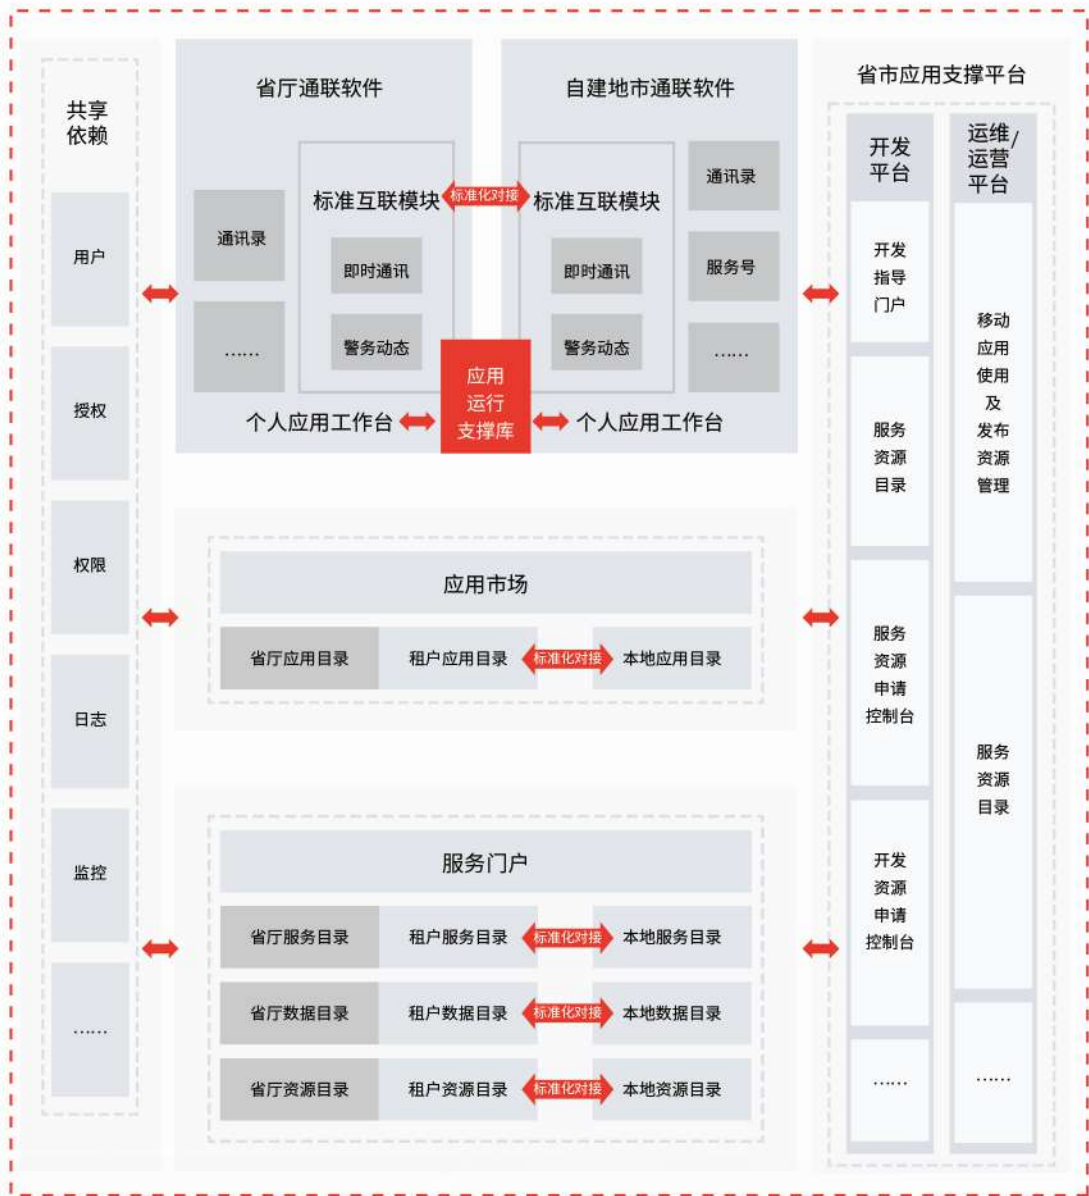 共享
依赖
用户
授权
权限
日志
监控
……
省厅通联软件
通讯录
……
标准互联模块
即时通讯
警务动态
个人应用工作台
标准化对接
应用
运行
支撑库
自建地市通联软件
标准互联模块
即时通讯
警务动态
通讯录
服务号
……
个人应用工作台
应用市场
省厅应用目录
租户应用目录
标准化对接
本地应用目录
服务门户
省厅服务目录
租户服务目录
标准化对接
本地服务目录
省厅数据目录
租户数据目录
标准化对接
本地数据目录
省厅资源目录
租户资源目录
标准化对接
本地资源目录
省市应用支撑平台
开发
平台
开发
指导
门户
服务
资源
目录
服务
资源
申请
控制台
开发
资源
申请
控制台
……
运维/
运营
平台
移动
应用
使用
及
发布
资源
管理
服务
资源
目录
……